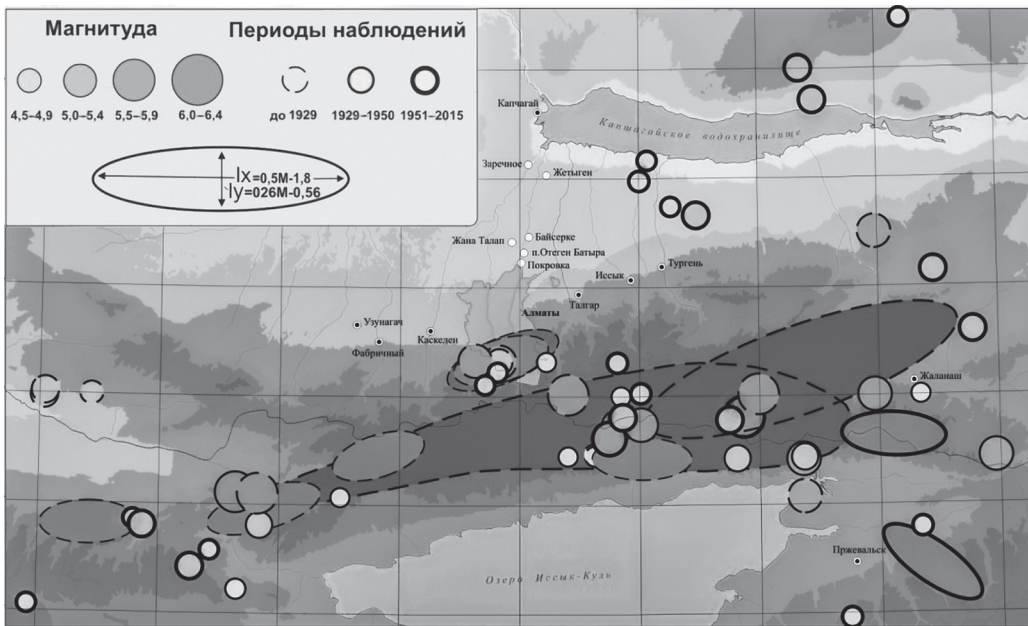 Магнитуда
Периоды наблюдений
4,5–4,9
5,0–5,4
5,5–5,9
6,0–6,4
до 1929
1929–1950
1951–2015
lx=0,5M-1,8
ly=026M-0,56
Капчагай
Капшагайское водохранилище
Заречное
Жетыген
Жана Талап
Байсерке
п.Отеген Батыра
Покровка
Тургень
Иссык
Талгар
Алматы
Узунагач
Каскелен
Фабричный
Жаланаш
Пржевальск
Озеро Иссык-Куль